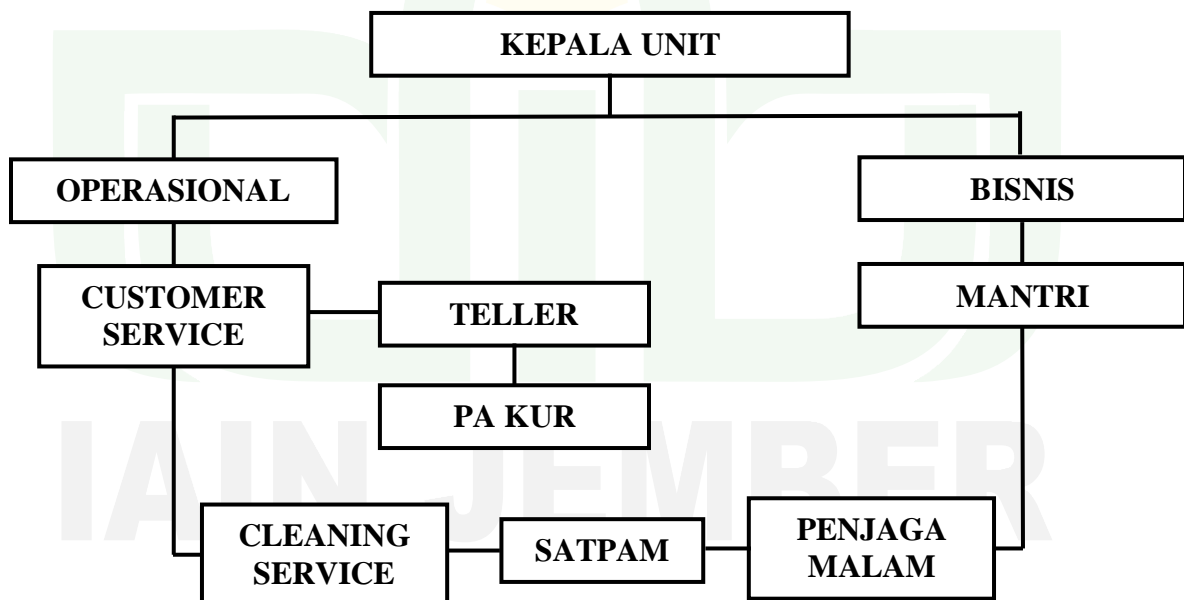 KEPALA UNIT
OPERASIONAL
BISNIS
CUSTOMER
SERVICE
TELLER
MANTRI
PA KUR
IAIN JEMBER
CLEANING
SERVICE
SATPAM
PENJAGA
MALAM